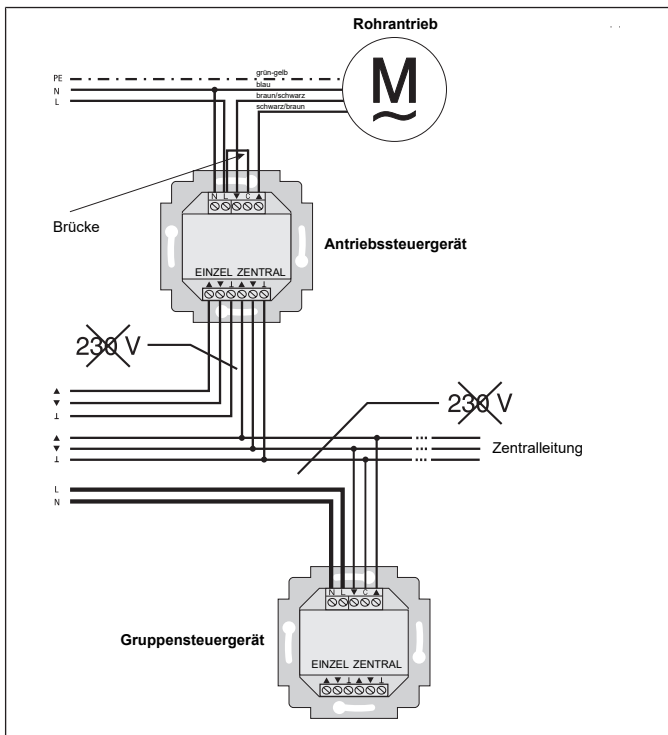 Rohrantrieb
M
PE grün-gelb
N blau
L braun/schwarz
schwarz/braun
N L ▼ C ▲
Brücke
Antriebssteuergerät
EINZEL ZENTRAL
▲ ▼ ⊥ ▲ ▼ ⊥
230 V
▲
▼
⊥
230 V
▲
▼ Zentralleitung
⊥
L
N
N L ▼ C ▲
Gruppensteuergerät
EINZEL ZENTRAL
▲ ▼ ⊥ ▲ ▼ ⊥